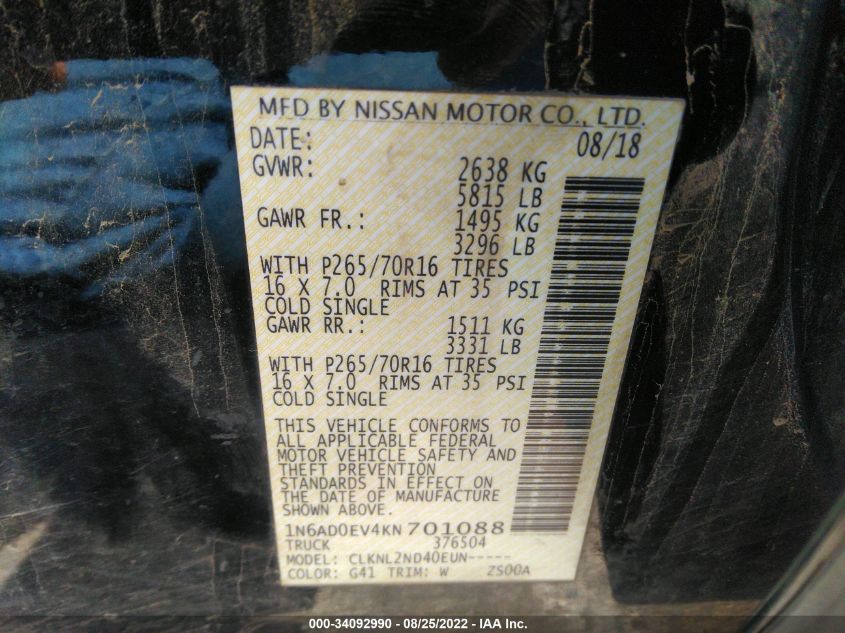 MFD BY NISSAN MOTOR CO., LTD.
DATE: 08/18
GVWR: 2638 KG
5815 LB
GAWR FR.: 1495 KG
3296 LB
WITH P265/70R16 TIRES
16 X 7.0 RIMS AT 35 PSI
COLD SINGLE
GAWR RR.: 1511 KG
3331 LB
WITH P265/70R16 TIRES
16 X 7.0 RIMS AT 35 PSI
COLD SINGLE
THIS VEHICLE CONFORMS TO
ALL APPLICABLE FEDERAL
MOTOR VEHICLE SAFETY AND
THEFT PREVENTION
STANDARDS IN EFFECT ON
THE DATE OF MANUFACTURE
SHOWN ABOVE.
1N6AD0EV4KN701088
TRUCK 376504
MODEL: CLKNL2ND40EUN-----
COLOR: G41 TRIM: W ZS00A
000-34092990 - 08/25/2022 - IAA Inc.